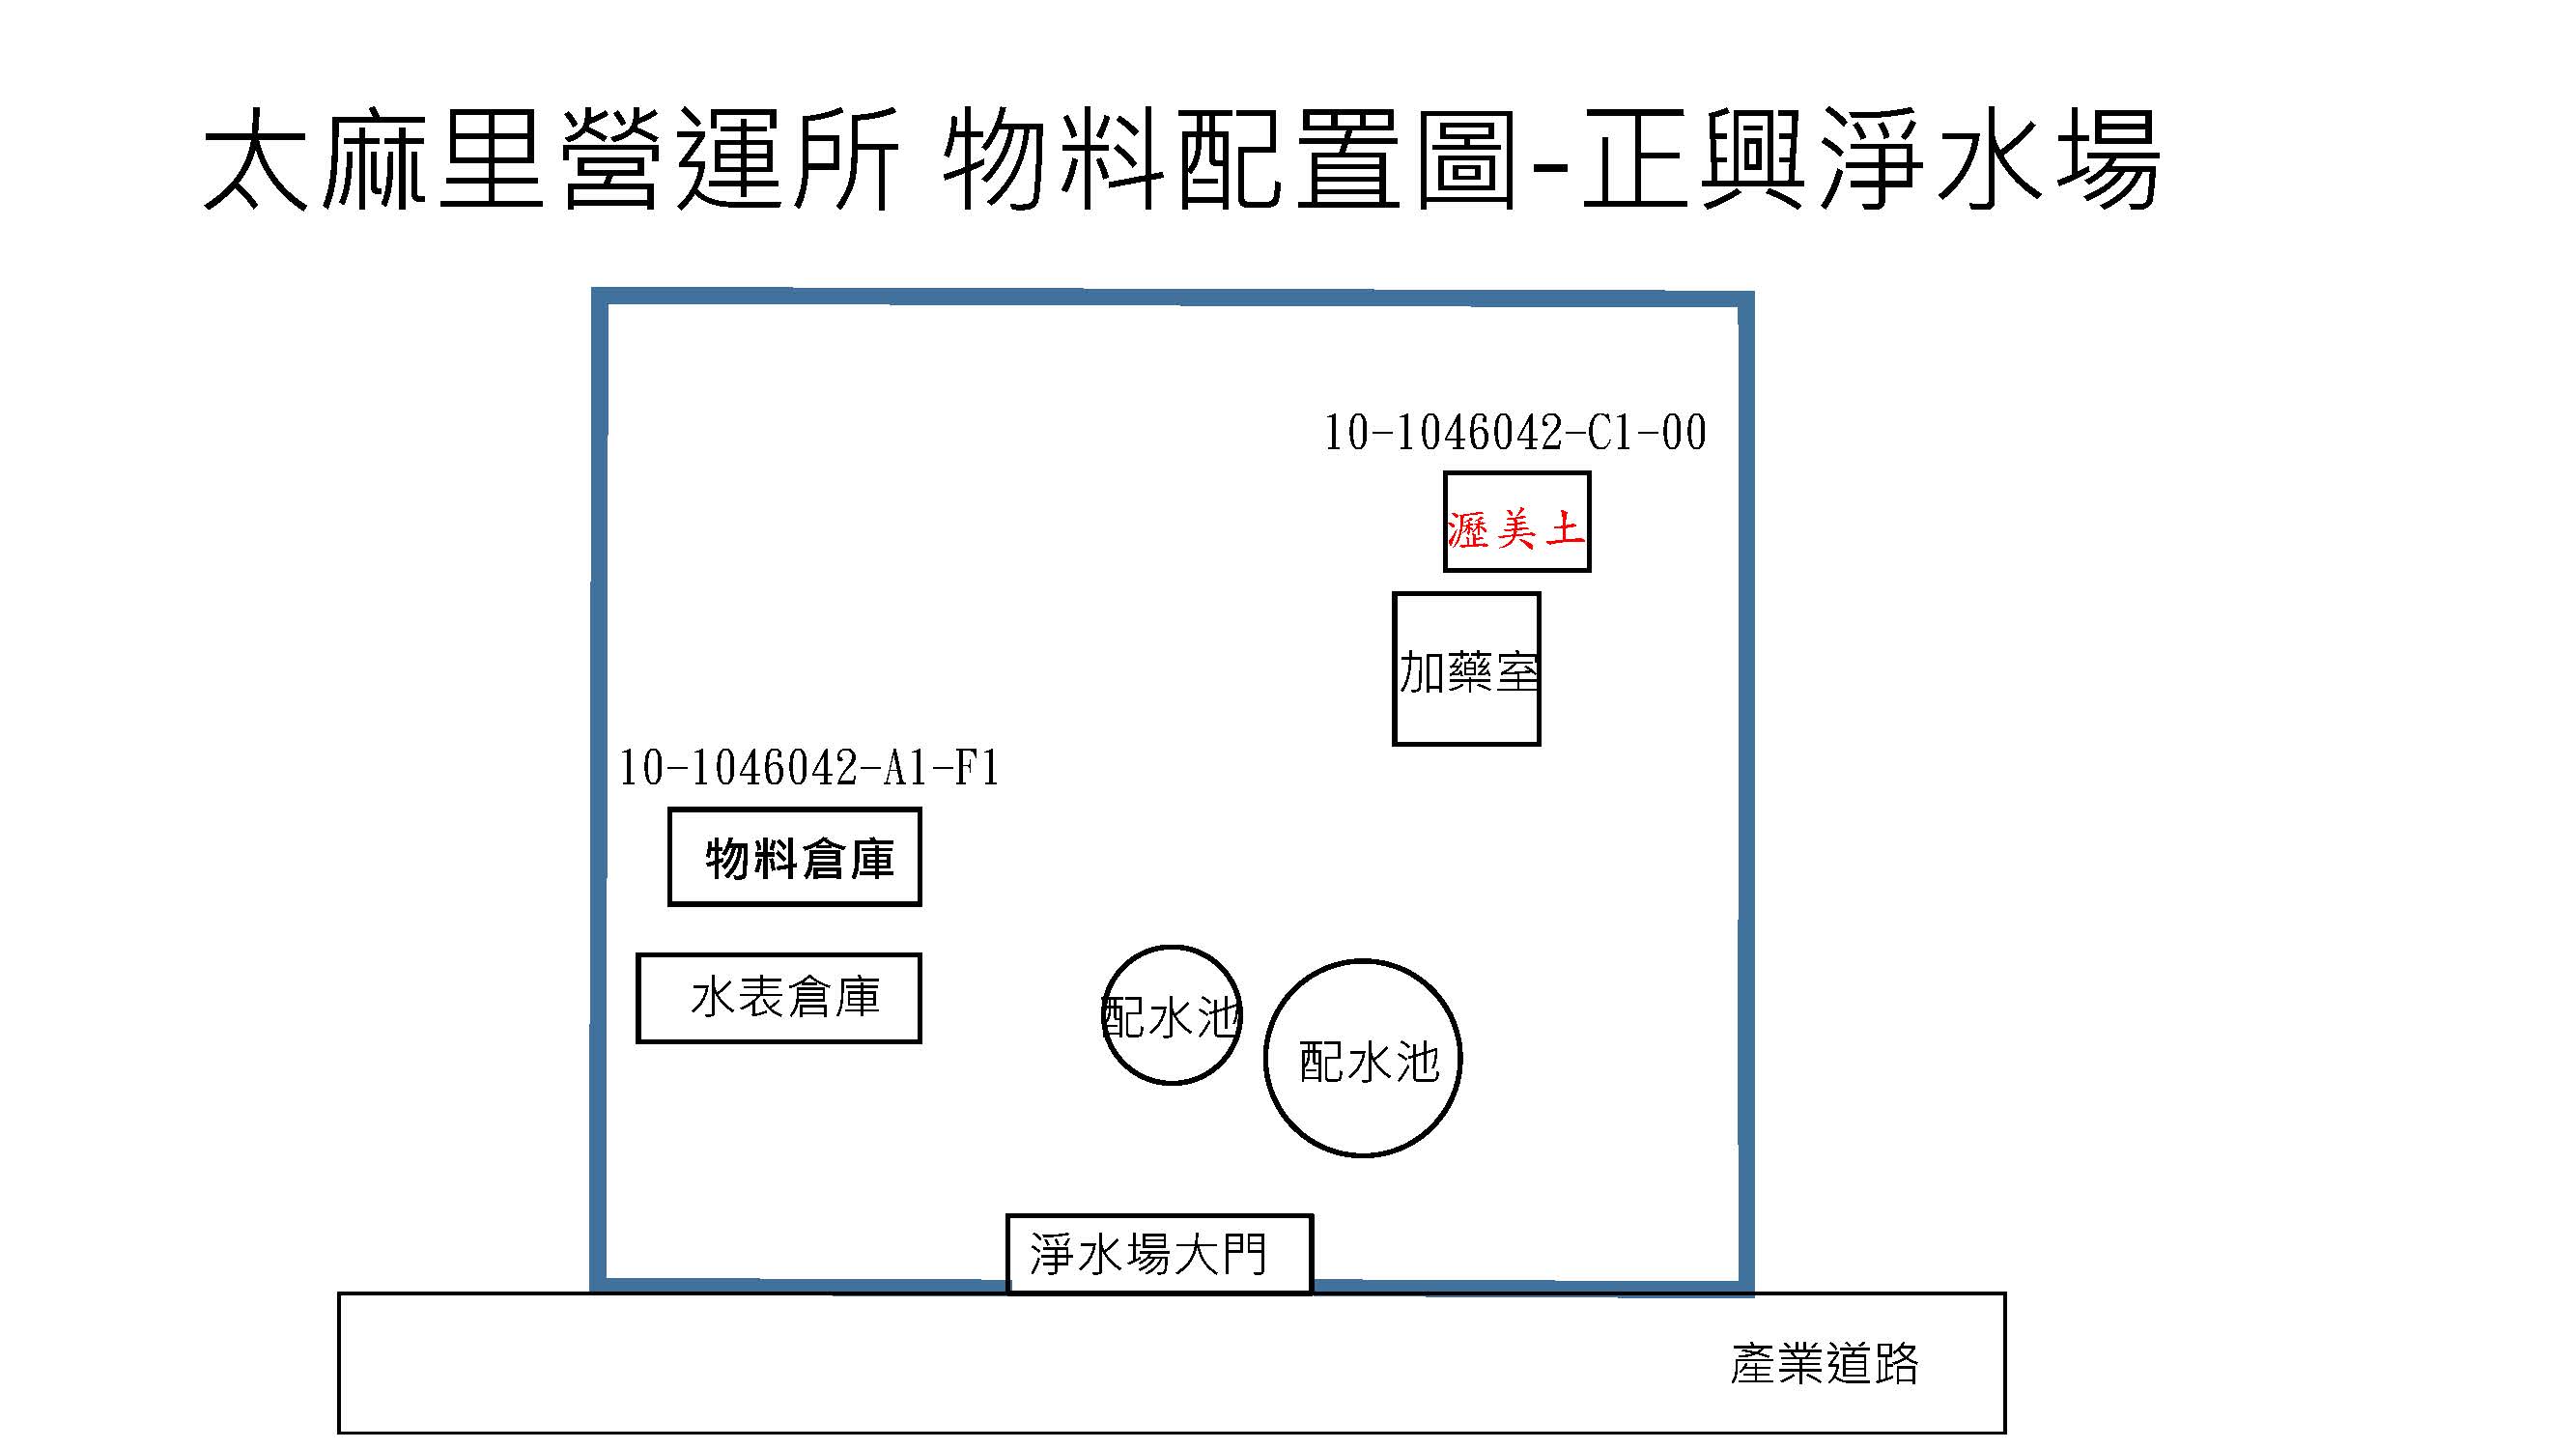 太麻里營運所 物料配置圖-正興淨水場
10-1046042-C1-00
瀝美土
加藥室
10-1046042-A1-F1
物料倉庫
水表倉庫
配水池
配水池
淨水場大門
產業道路